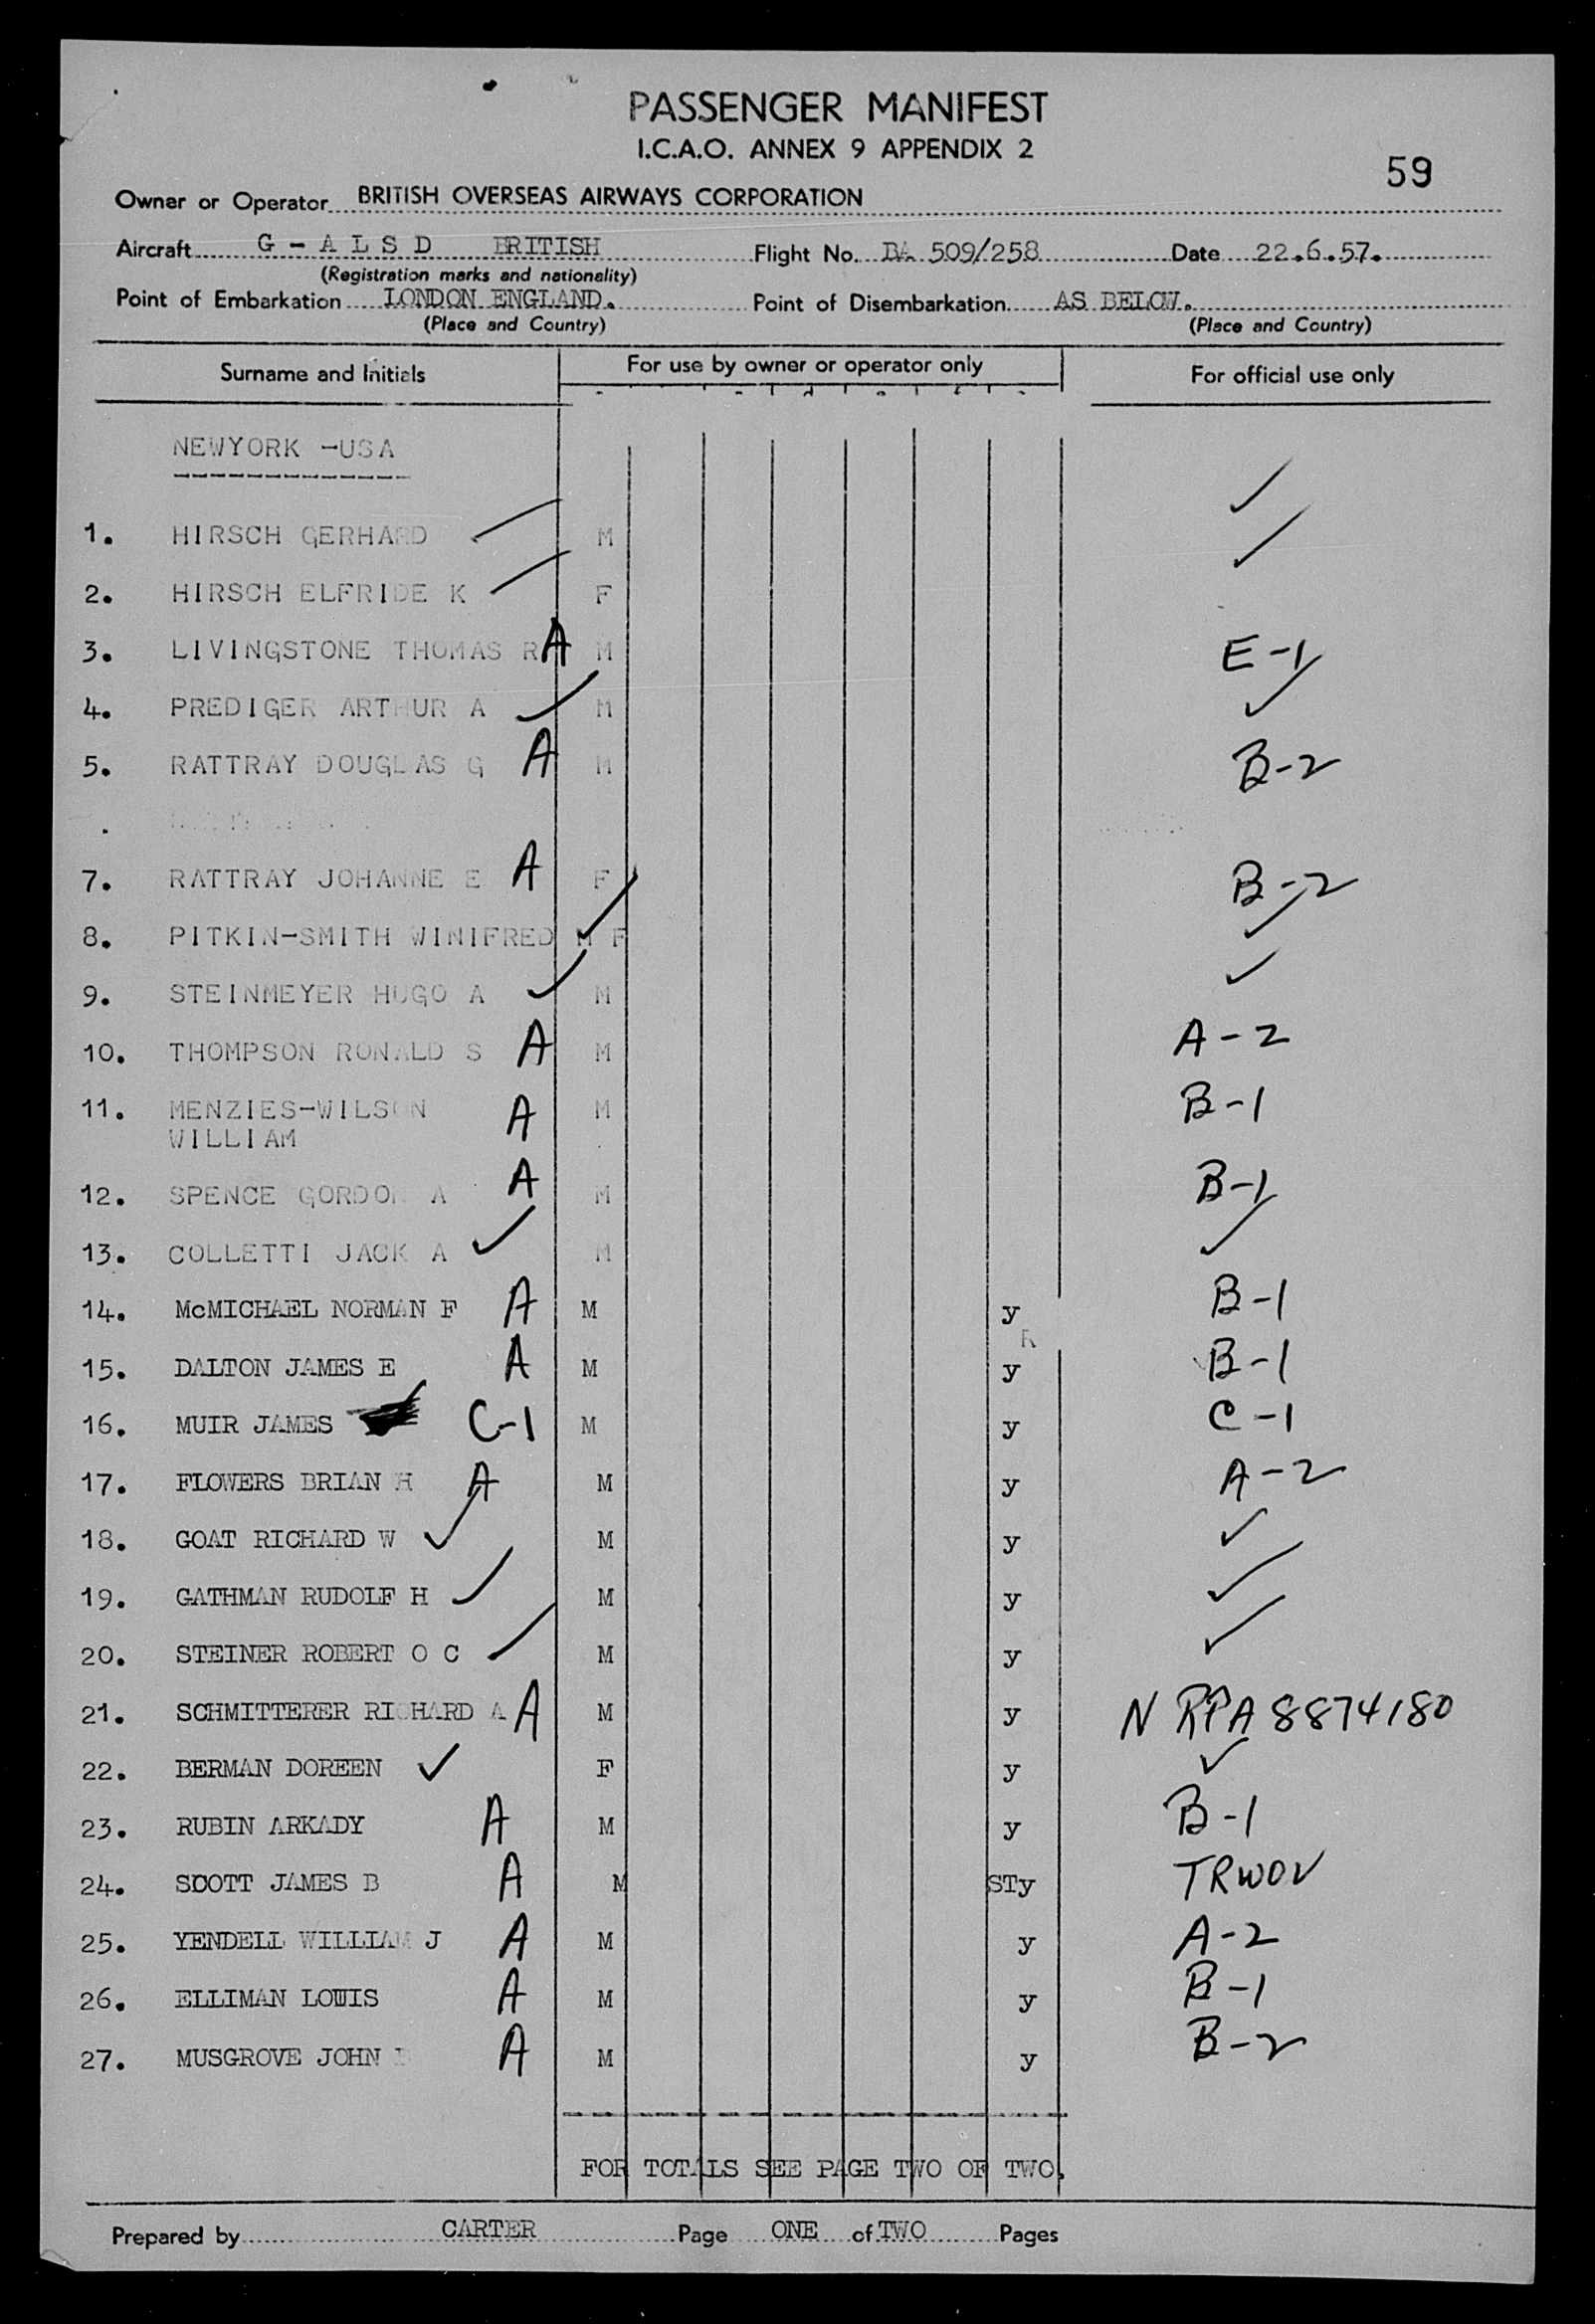 PASSENGER MANIFEST
I.C.A.O. ANNEX 9 APPENDIX 2
59
Owner or Operator BRITISH OVERSEAS AIRWAYS CORPORATION
Aircraft G - A L S D BRITISH Flight No. BA 509/258 Date 22.6.57.
(Registration marks and nationality)
Point of Embarkation LONDON ENGLAND. Point of Disembarkation AS BELOW.
(Place and Country) (Place and Country)
Surname and Initials For use by owner or operator only For official use only
NEWYORK -USA
1. HIRSCH GERHARD M
2. HIRSCH ELFRIDE K F
3. LIVINGSTONE THOMAS R A M E-1
4. PREDIGER ARTHUR A M
5. RATTRAY DOUGLAS G A M B-2
7. RATTRAY JOHANNE E A F B-2
8. PITKIN-SMITH WINIFRED M F
9. STEINMEYER HUGO A M
10. THOMPSON RONALD S A M A-2
11. MENZIES-WILSON A M B-1
WILLIAM
12. SPENCE GORDON A A M B-1
13. COLLETTI JACK A M
14. McMICHAEL NORMAN F A M y B-1
R
15. DALTON JAMES E A M y B-1
16. MUIR JAMES C-1 M y C-1
17. FLOWERS BRIAN H A M y A-2
18. GOAT RICHARD W M y
19. GATHMAN RUDOLF H M y
20. STEINER ROBERT O C M y
21. SCHMITTERER RICHARD A A M y N RPA 8874180
22. BERMAN DOREEN F y
23. RUBIN ARKADY A M y B-1
24. SCOTT JAMES B A M STy TRWOV
25. YENDELL WILLIAM J A M y A-2
26. ELLIMAN LOUIS A M y B-1
27. MUSGROVE JOHN A M y B-2
FOR TOTALS SEE PAGE TWO OF TWO.
Prepared by CARTER Page ONE of TWO Pages